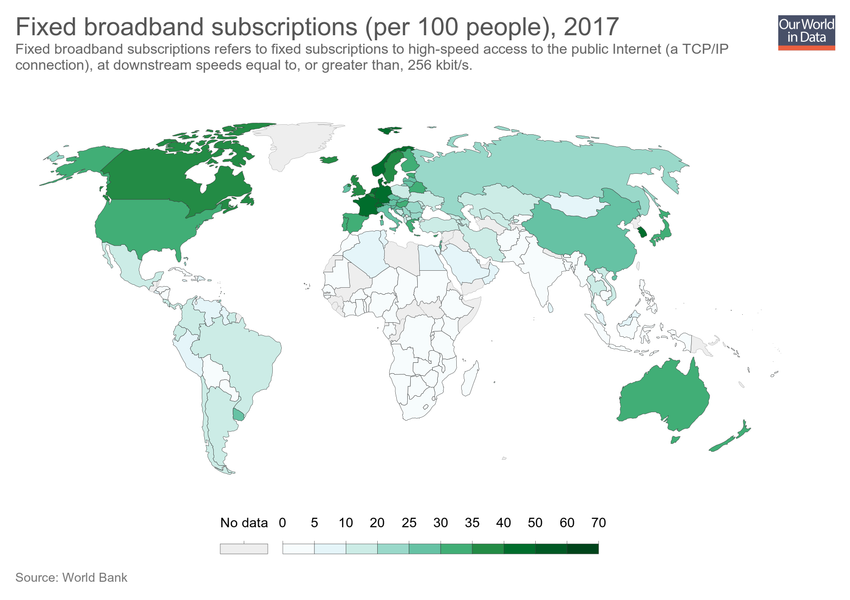 Fixed broadband subscriptions (per 100 people), 2017
Our World
in Data
Fixed broadband subscriptions refers to fixed subscriptions to high-speed access to the public Internet (a TCP/IP
connection), at downstream speeds equal to, or greater than, 256 kbit/s.
No data 0 5 10 20 25 30 35 40 50 60 70
Source: World Bank